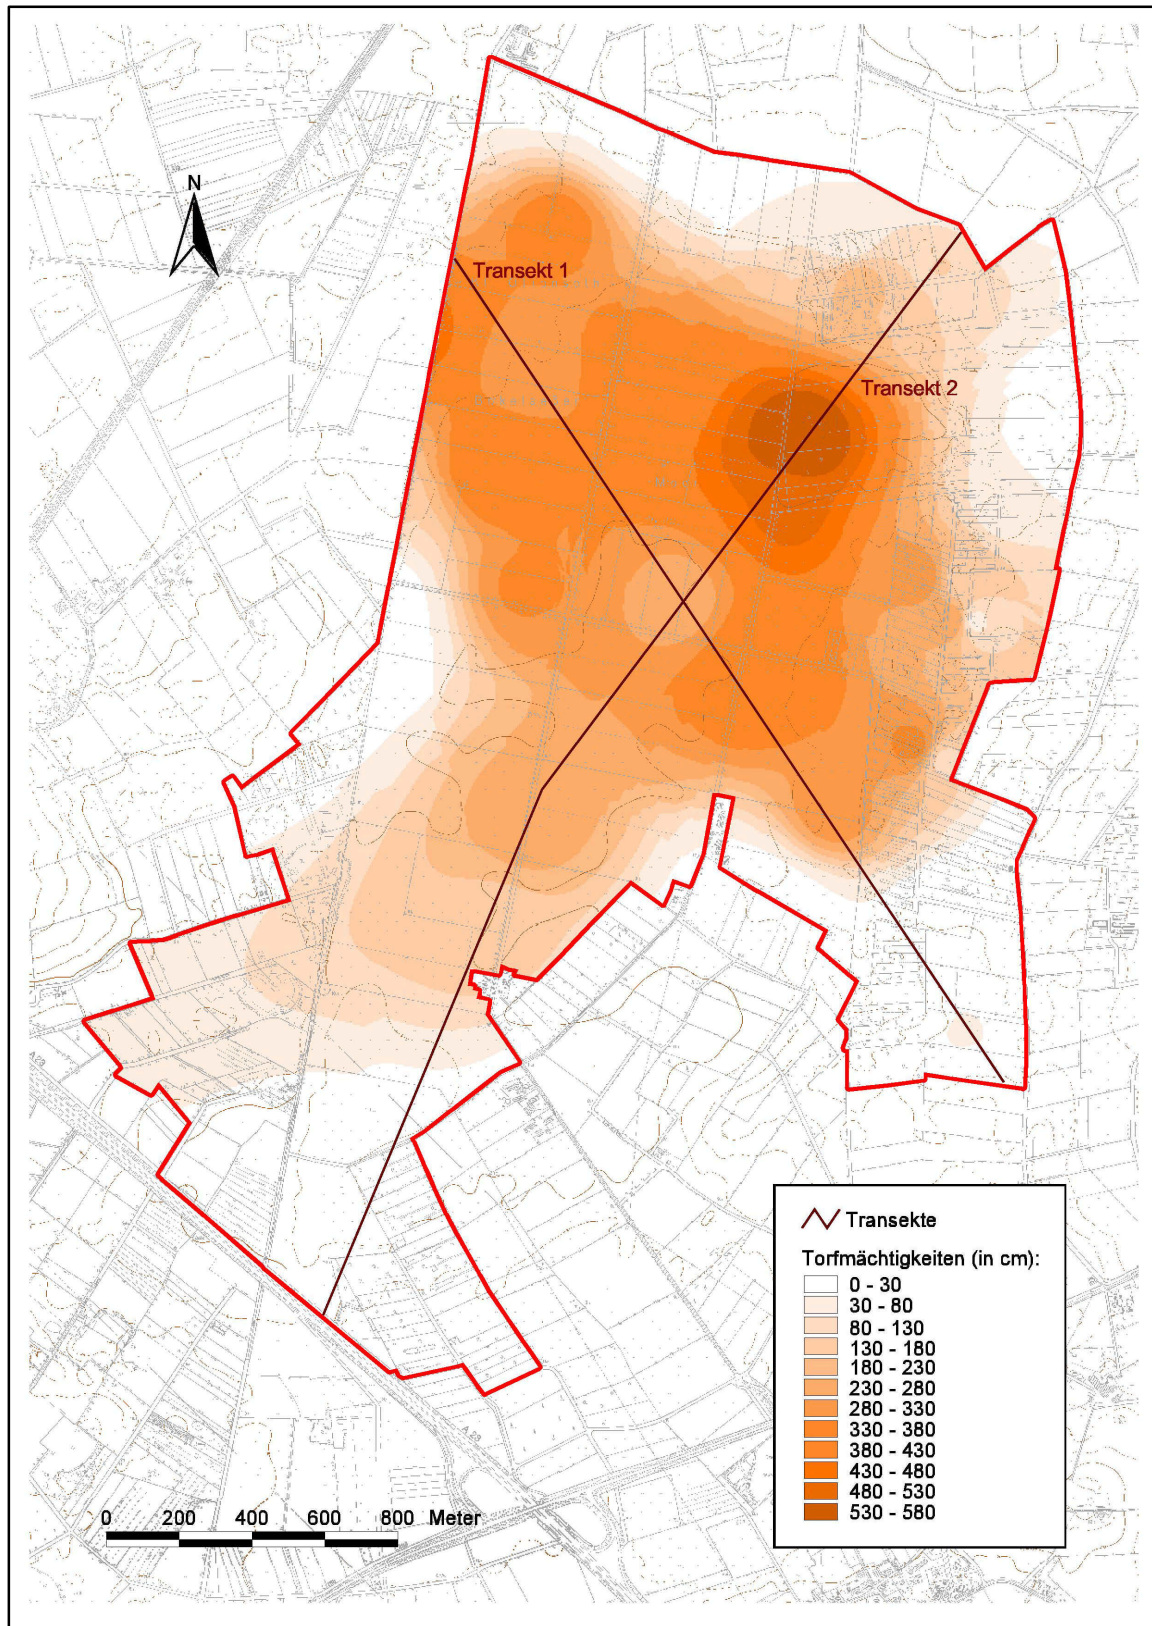 N
Transekt 1
Transekt 2
Transekte
Torfmächtigkeiten (in cm):
0 - 30
30 - 80
80 - 130
130 - 180
180 - 230
230 - 280
280 - 330
330 - 380
380 - 430
430 - 480
480 - 530
530 - 580
0 200 400 600 800 Meter
A 23
A 23